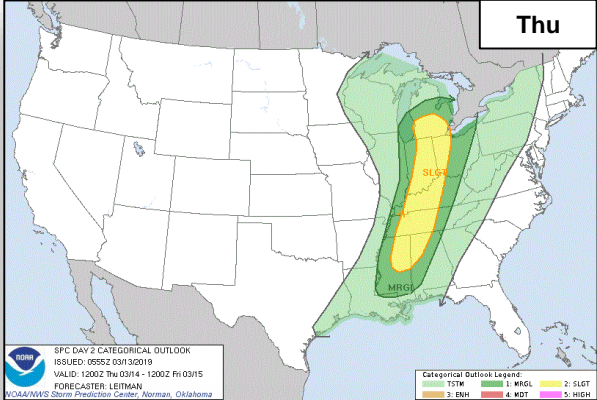 Thu
SLGT
MRGL
SPC DAY 2 CATEGORICAL OUTLOOK
ISSUED: 0555Z 03/13/2019
VALID: 1200Z Thu 03/14 - 1200Z Fri 03/15
FORECASTER: LEITMAN
NOAA/NWS Storm Prediction Center, Norman, Oklahoma
NOAA
Categorical Outlook Legend:
TSTM 1: MRGL 2: SLGT
3: ENH 4: MDT 5: HIGH